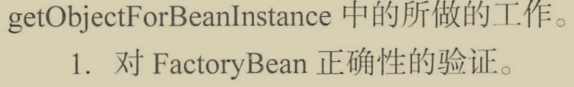 getObjectForBeanInstance 中的所做的工作。
1. 对 FactoryBean 正确性的验证。